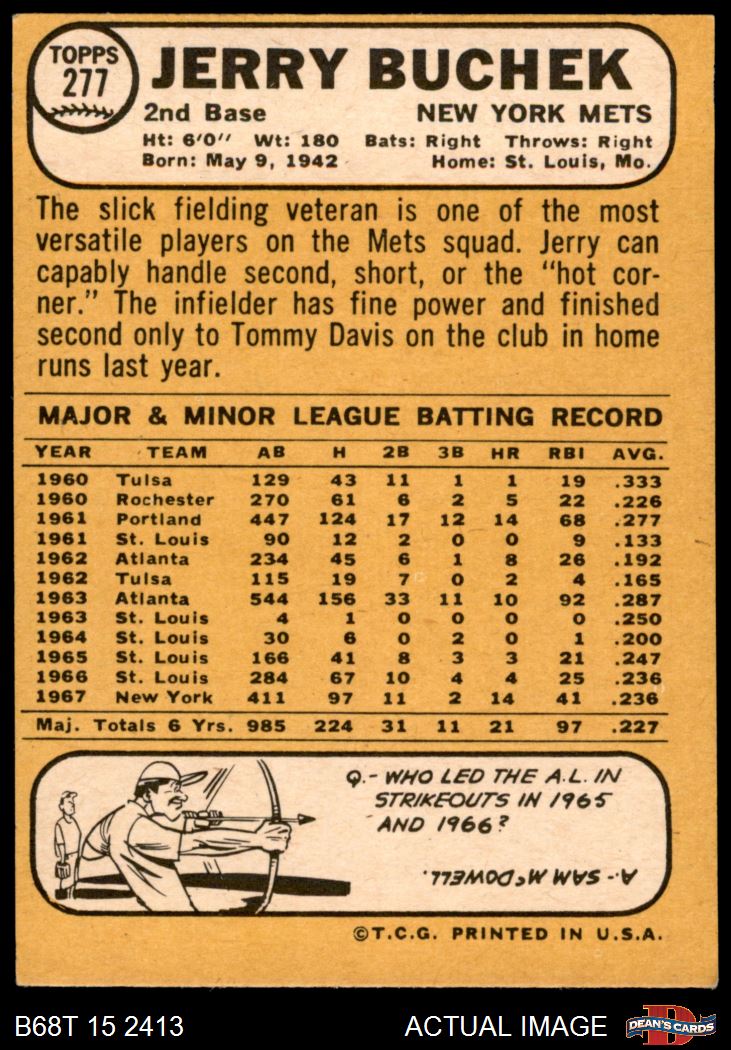 TOPPS
277
JERRY BUCHEK
2nd Base NEW YORK METS
Ht: 6'0" Wt: 180 Bats: Right Throws: Right
Born: May 9, 1942 Home: St. Louis, Mo.
The slick fielding veteran is one of the most
versatile players on the Mets squad. Jerry can
capably handle second, short, or the "hot cor-
ner." The infielder has fine power and finished
second only to Tommy Davis on the club in home
runs last year.
MAJOR & MINOR LEAGUE BATTING RECORD
YEAR TEAM AB H 2B 3B HR RBI AVG.
1960 Tulsa 129 43 11 1 1 19 .333
1960 Rochester 270 61 6 2 5 22 .226
1961 Portland 447 124 17 12 14 68 .277
1961 St. Louis 90 12 2 0 0 9 .133
1962 Atlanta 234 45 6 1 8 26 .192
1962 Tulsa 115 19 7 0 2 4 .165
1963 Atlanta 544 156 33 11 10 92 .287
1963 St. Louis 4 1 0 0 0 0 .250
1964 St. Louis 30 6 0 2 0 1 .200
1965 St. Louis 166 41 8 3 3 21 .247
1966 St. Louis 284 67 10 4 4 25 .236
1967 New York 411 97 11 2 14 41 .236
Maj. Totals 6 Yrs. 985 224 31 11 21 97 .227
Q.- WHO LED THE A.L. IN
STRIKEOUTS IN 1965
AND 1966?
A.- SAM McDOWELL.
©T.C.G. PRINTED IN U.S.A.
B68T 15 2413 ACTUAL IMAGE DEAN'S CARDS